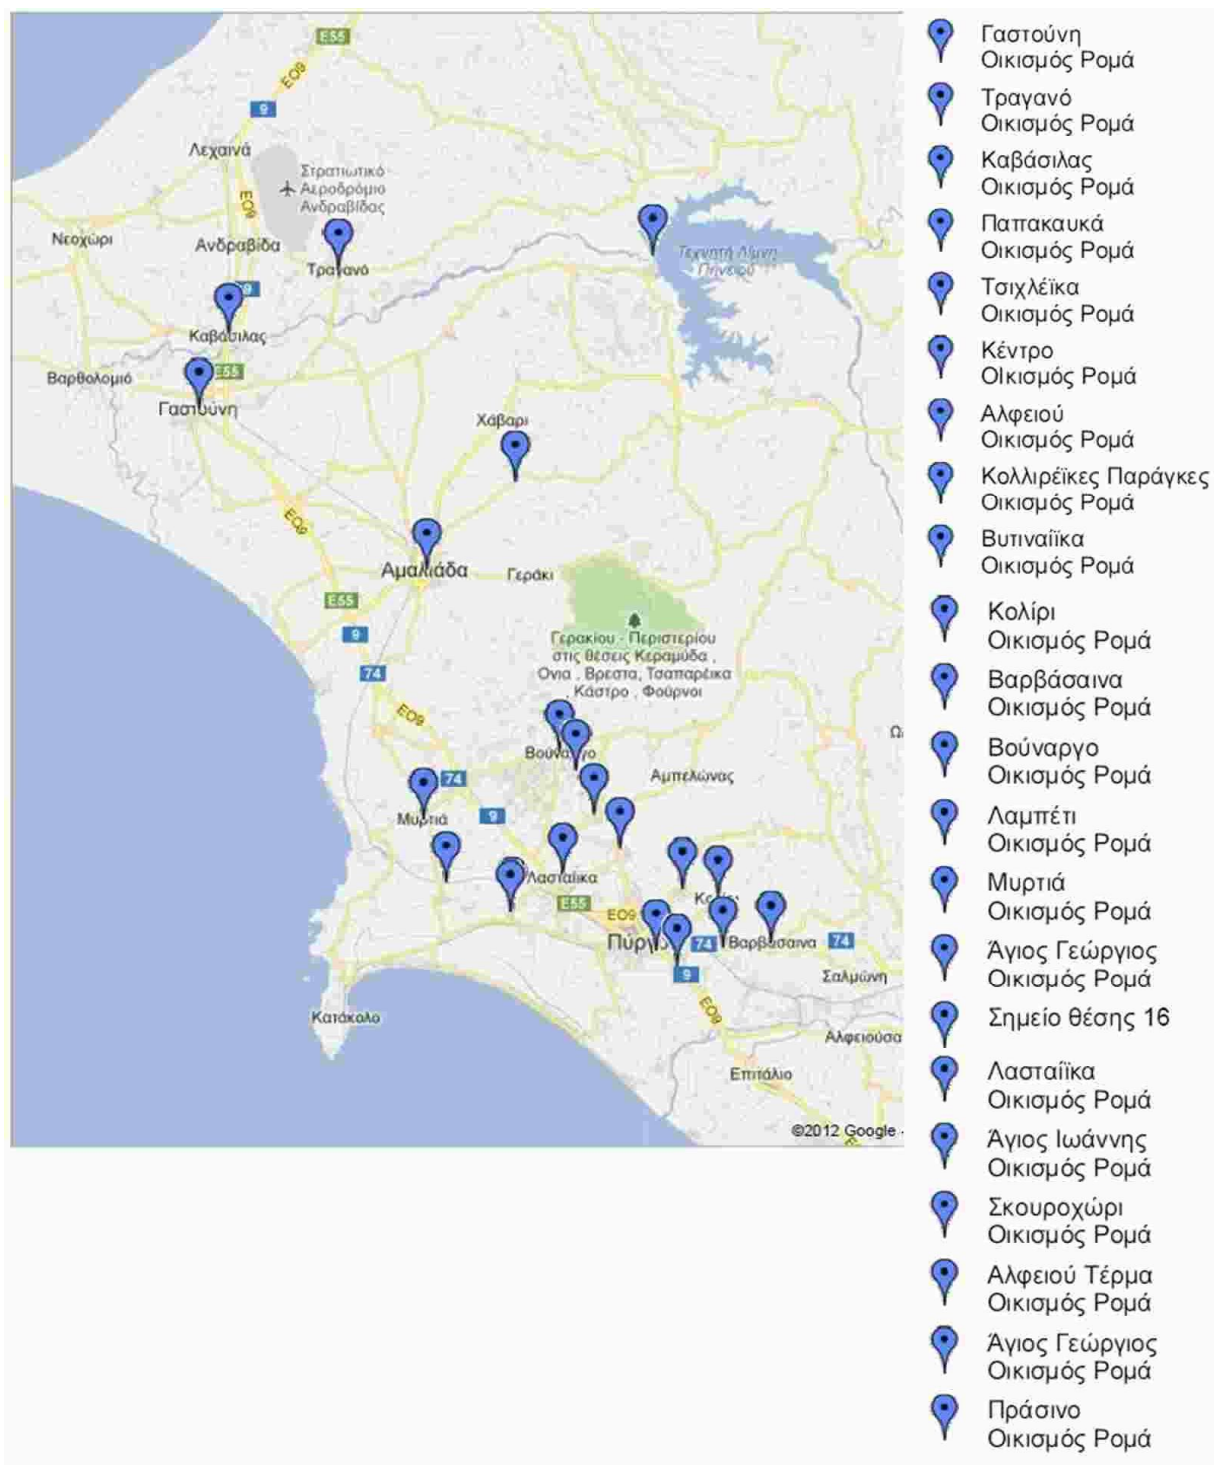 E55
EO9
9
Λεχαινά
Στρατιωτικό
Αεροδρόμιο
Ανδραβίδας
EO9
Νεοχώρι
Ανδραβίδα
Τεχνητή Λίμνη
Πηνειού
Τραγανό
9
Καβάσιλας
Βαρθολομιό
E55
Γαστούνη
Χάβαρι
EO9
Αμαλιάδα
Γεράκι
E55
9
Γερακίου - Περιστερίου
στις θέσεις Κεραμύδα ,
Ονια , Βρεστα, Τσαπαρέικα
, Κάστρο , Φούρνοι
74
EO9
Βούναργο
74
Αμπελώνας
9
Μυρτιά
Λασταίικα
E55
EO9
Πύργος
74
Βαρβάσαινα
74
9
Σαλμώνη
EO9
Κατάκολο
Αλφειούσα
Επιτάλιο
©2012 Google -
Γαστούνη
Οικισμός Ρομά
Τραγανό
Οικισμός Ρομά
Καβάσιλας
Οικισμός Ρομά
Παπακαυκά
Οικισμός Ρομά
Τσιχλέϊκα
Οικισμός Ρομά
Κέντρο
ΟΙκισμός Ρομά
Αλφειού
Οικισμός Ρομά
Κολλιρέϊκες Παράγκες
Οικισμός Ρομά
Βυτιναίϊκα
Οικισμός Ρομά
Κολίρι
Οικισμός Ρομά
Βαρβάσαινα
Οικισμός Ρομά
Βούναργο
Οικισμός Ρομά
Λαμπέτι
Οικισμός Ρομά
Μυρτιά
Οικισμός Ρομά
Άγιος Γεώργιος
Οικισμός Ρομά
Σημείο θέσης 16
Λασταίϊκα
Οικισμός Ρομά
Άγιος Ιωάννης
Οικισμός Ρομά
Σκουροχώρι
Οικισμός Ρομά
Αλφειού Τέρμα
Οικισμός Ρομά
Άγιος Γεώργιος
Οικισμός Ρομά
Πράσινο
Οικισμός Ρομά